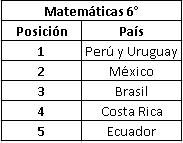 Matemáticas 6°
Posición País
1 Perú y Uruguay
2 México
3 Brasil
4 Costa Rica
5 Ecuador